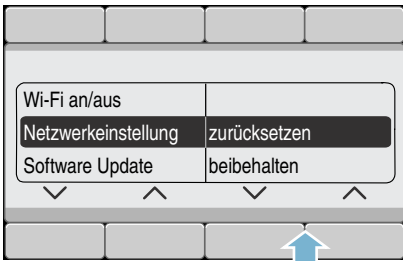 Wi-Fi an/aus
Netzwerkeinstellung zurücksetzen
Software Update beibehalten